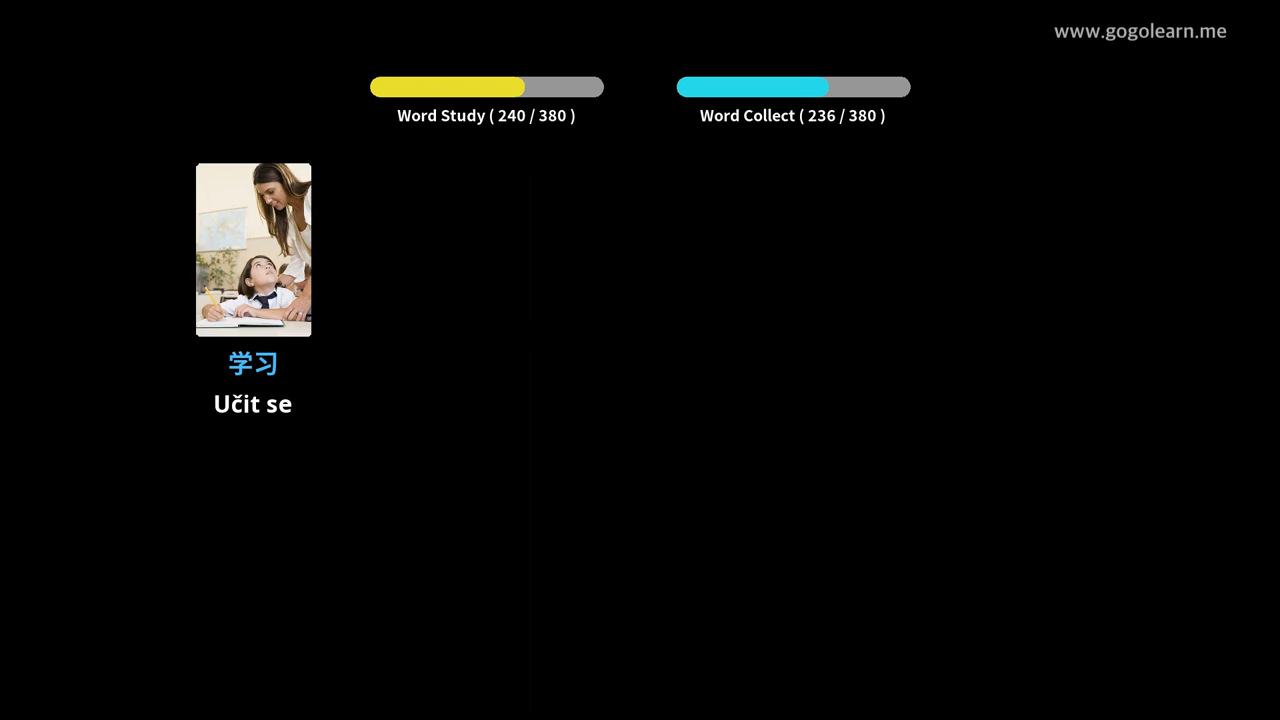 www.gogolearn.me
Word Study ( 240 / 380 )
Word Collect ( 236 / 380 )
学习
Učit se